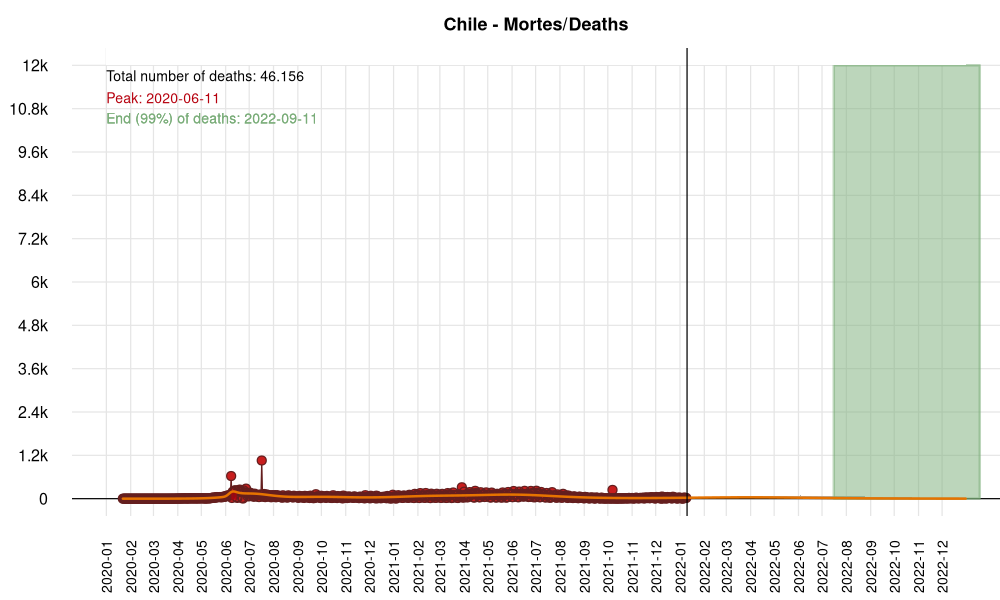 Chile - Mortes/Deaths
Total number of deaths: 46.156
Peak: 2020-06-11
End (99%) of deaths: 2022-09-11
12k
10.8k
9.6k
8.4k
7.2k
6k
4.8k
3.6k
2.4k
1.2k
0
2020-01
2020-02
2020-03
2020-04
2020-05
2020-06
2020-07
2020-08
2020-09
2020-10
2020-11
2020-12
2021-01
2021-02
2021-03
2021-04
2021-05
2021-06
2021-07
2021-08
2021-09
2021-10
2021-11
2021-12
2022-01
2022-02
2022-03
2022-04
2022-05
2022-06
2022-07
2022-08
2022-09
2022-10
2022-11
2022-12